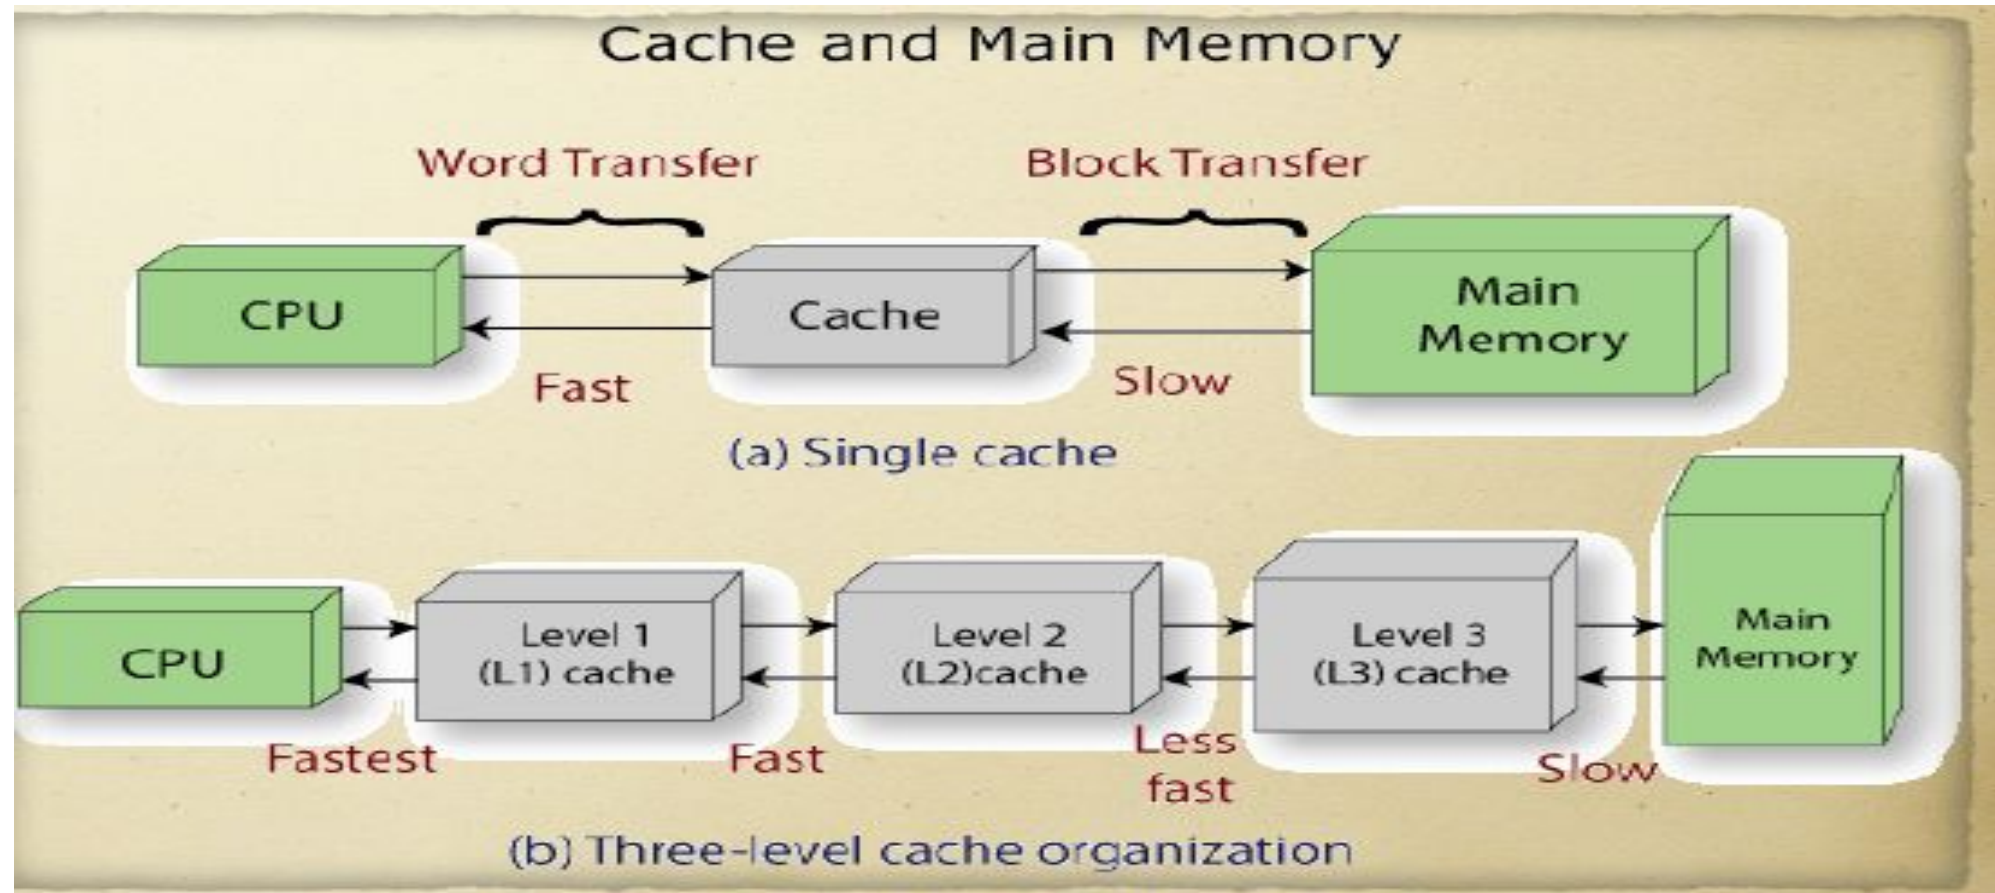 Cache and Main Memory
Word Transfer
Block Transfer
CPU
Cache
Main
Memory
Fast
Slow
(a) Single cache
CPU
Level 1
(L1) cache
Level 2
(L2)cache
Level 3
(L3) cache
Main
Memory
Fastest
Fast
Less
fast
Slow
(b) Three-level cache organization